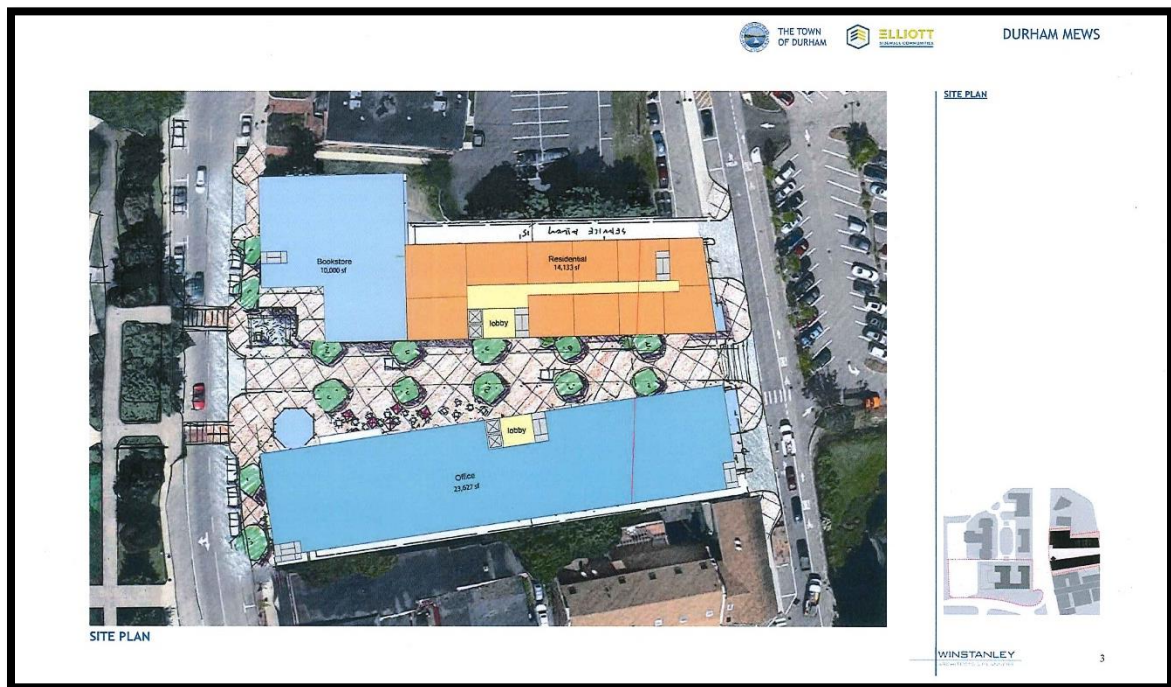 THE TOWN
OF DURHAM
ELLIOTT
DURHAM MEWS
SITE PLAN
Bookstore
10,000 sf
Residential
14,133 sf
lobby
lobby
Office
23,627 sf
SITE PLAN
WINSTANLEY
3